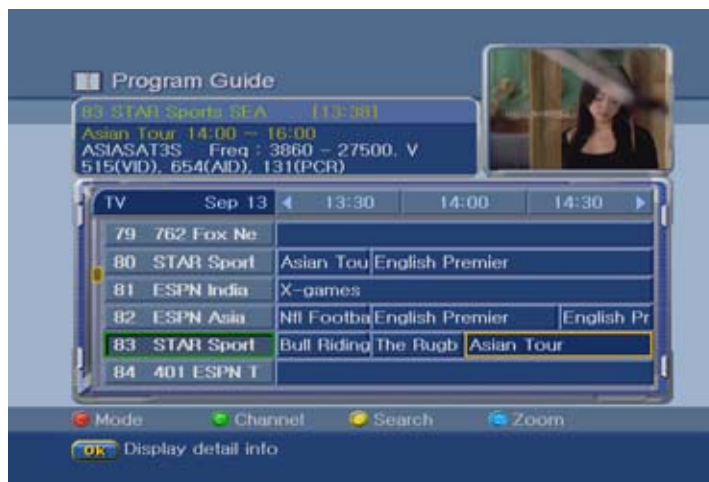 Program Guide
83 STAR Sports SEA [13:38]
Asian Tour 14:00 ~ 16:00
ASIASAT3S Freq : 3860 - 27500. V
515(VID), 654(AID), 131(PCR)
TV Sep 13 13:30 14:00 14:30
79 762 Fox Ne
80 STAR Sport Asian Tou English Premier
81 ESPN India X-games
82 ESPN Asia Nfl Footba English Premier English Pr
83 STAR Sport Bull Riding The Rugb Asian Tour
84 401 ESPN T
Mode Channel Search Zoom
OK Display detail info